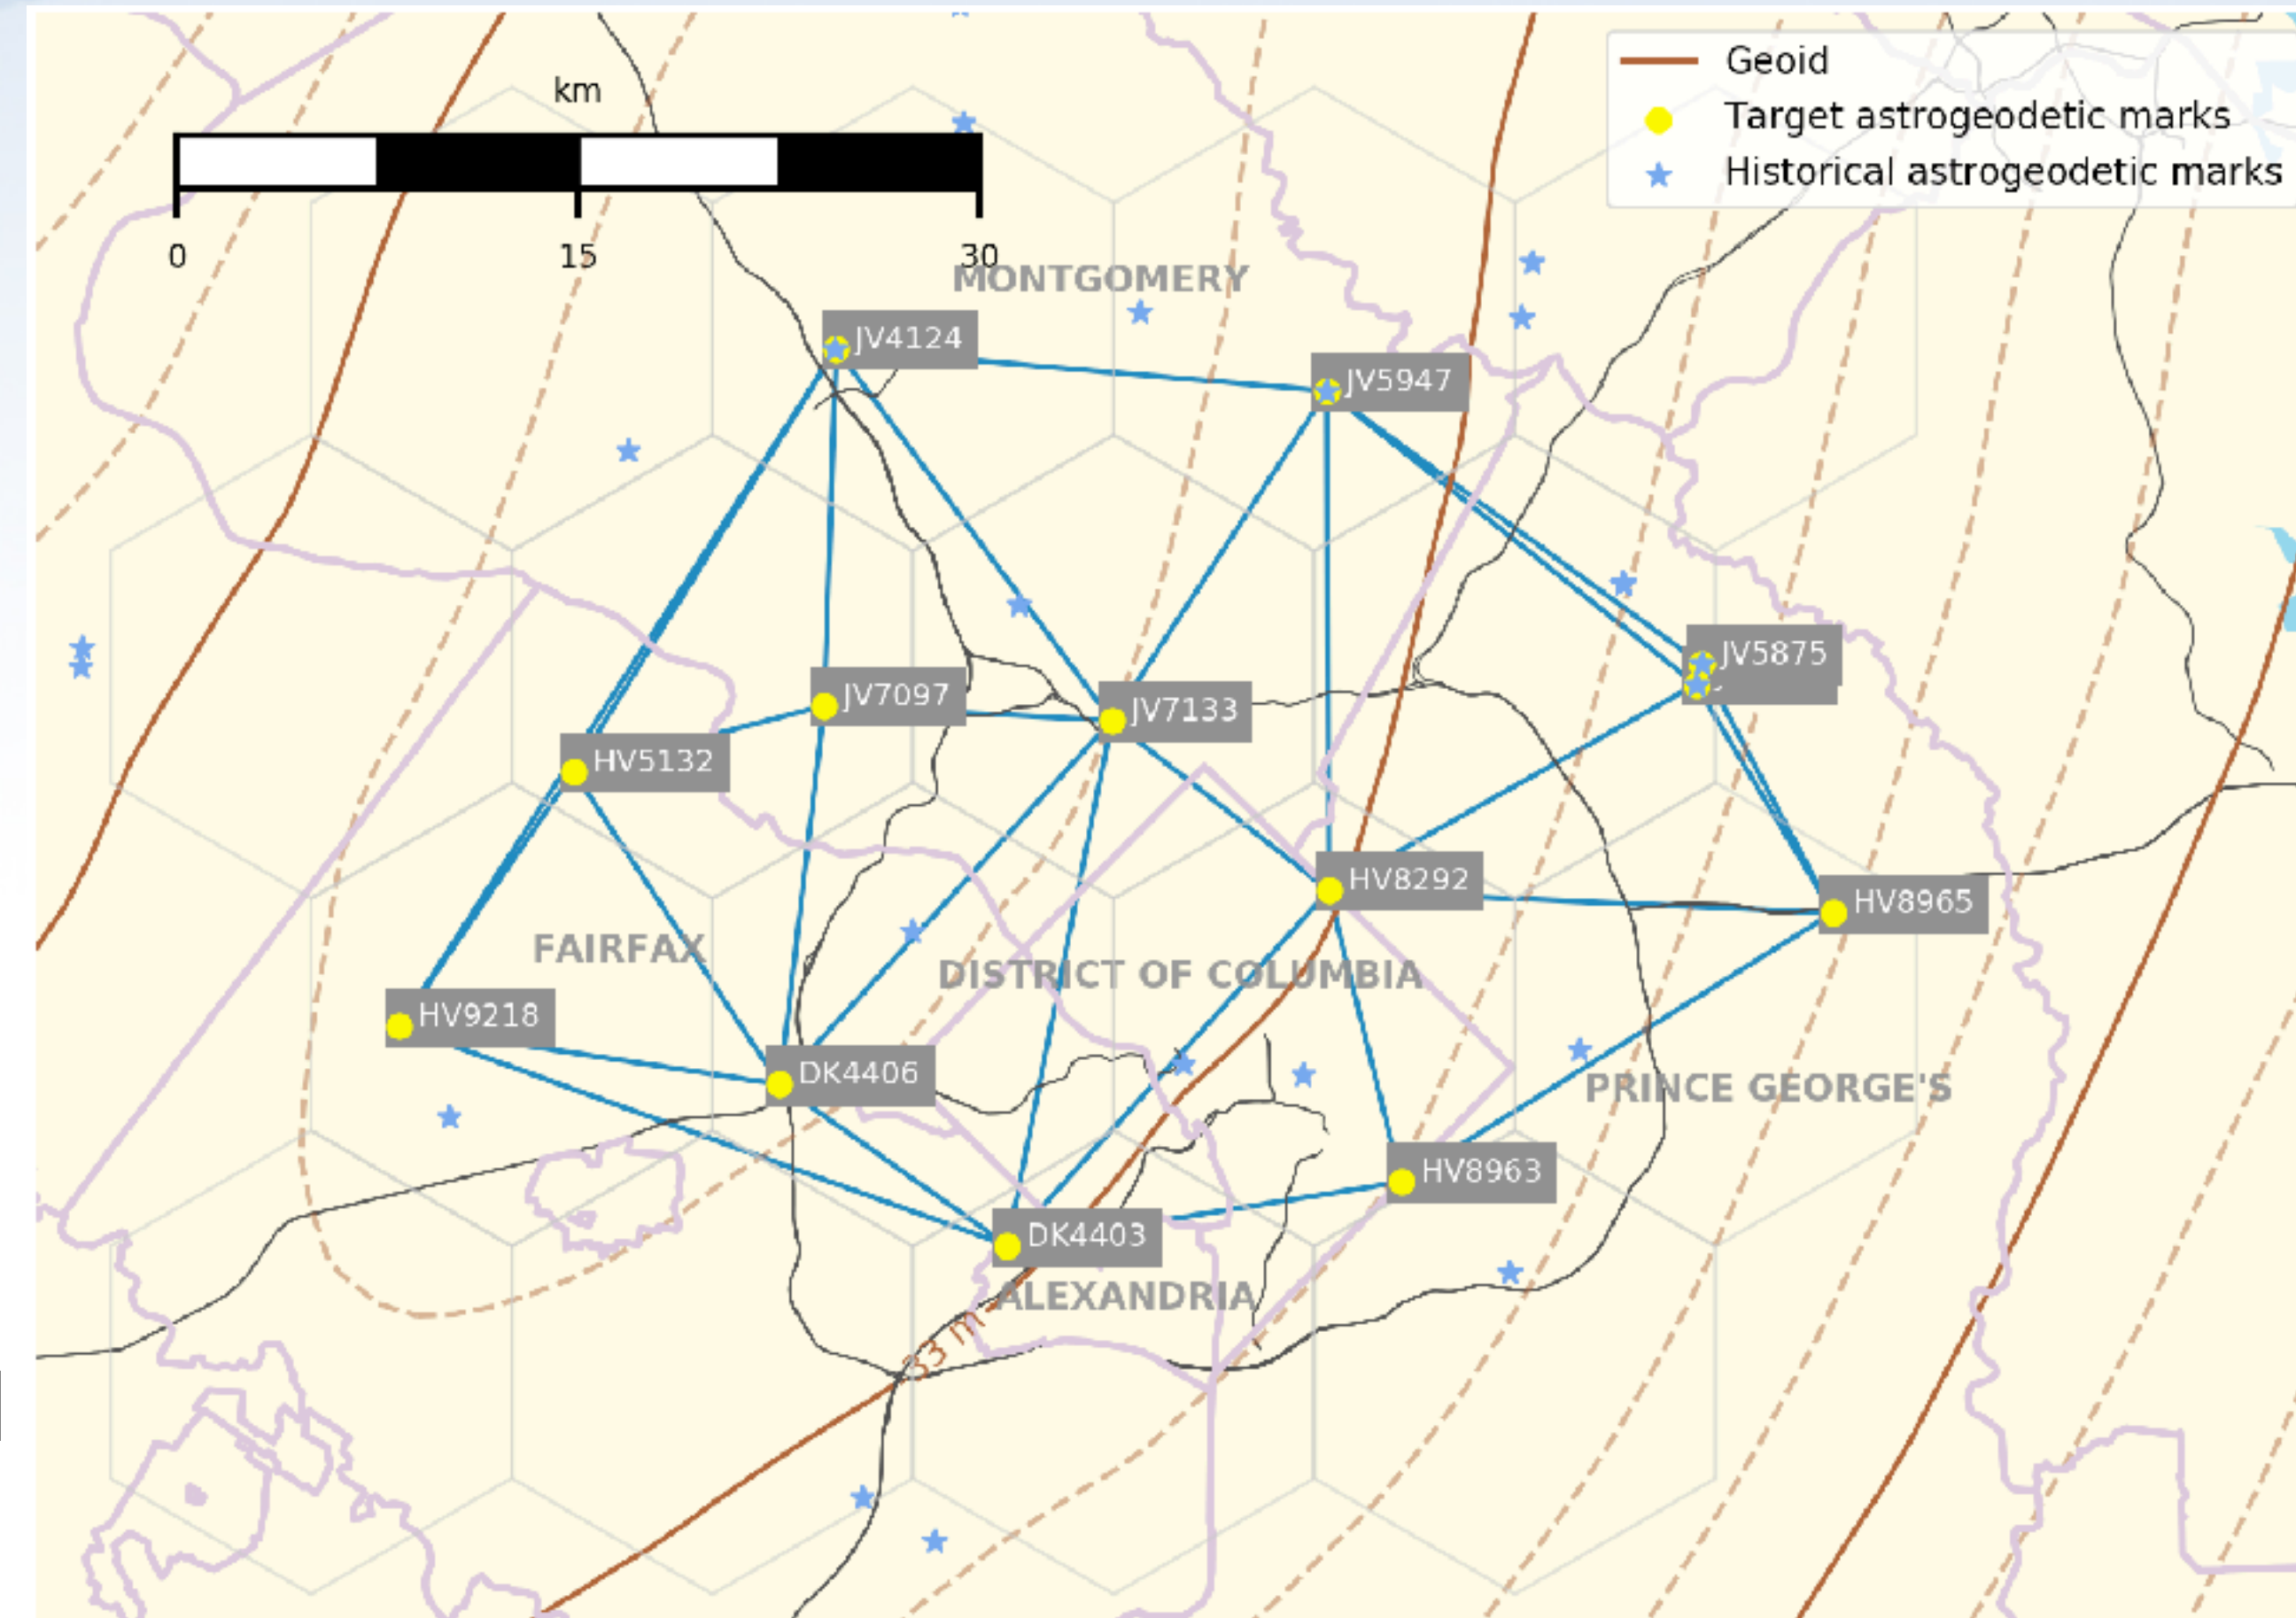 km
0 15 30
Geoid
Target astrogeodetic marks
Historical astrogeodetic marks
MONTGOMERY
JV4124
JV5947
JV5875
JV7097
JV7133
HV5132
HV8292
HV8965
FAIRFAX
DISTRICT OF COLUMBIA
HV9218
DK4406
PRINCE GEORGE'S
HV8963
DK4403
ALEXANDRIA
33 m